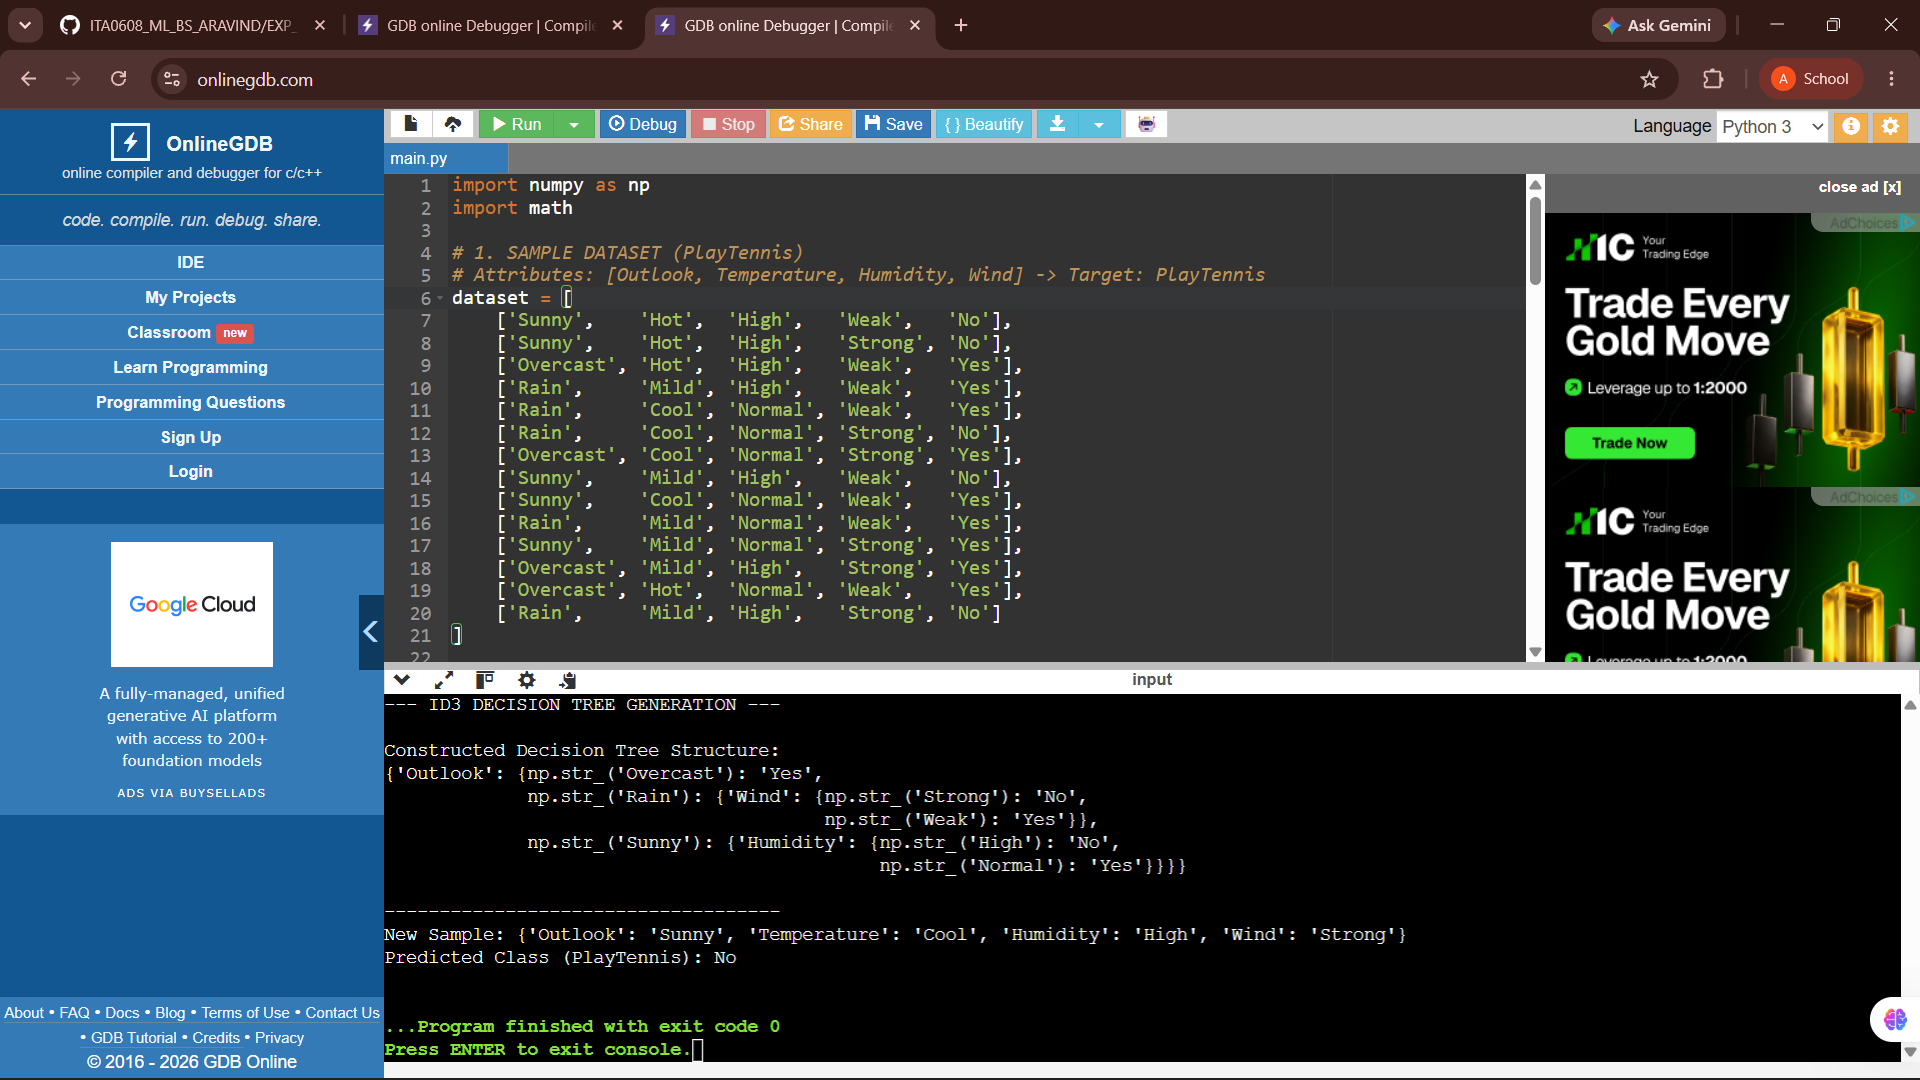 ITA0608_ML_BS_ARAVIND/EXP_
GDB online Debugger | Compile
GDB online Debugger | Compile
Ask Gemini
onlinegdb.com
A School
OnlineGDB
online compiler and debugger for c/c++
code. compile. run. debug. share.
IDE
My Projects
Classroom new
Learn Programming
Programming Questions
Sign Up
Login
Google Cloud
A fully-managed, unified
generative AI platform
with access to 200+
foundation models
ADS VIA BUYSELLADS
About • FAQ • Docs • Blog • Terms of Use • Contact Us
• GDB Tutorial • Credits • Privacy
© 2016 - 2026 GDB Online
Run Debug Stop Share Save { } Beautify
Language Python 3
main.py
1 import numpy as np
2 import math
3
4 # 1. SAMPLE DATASET (PlayTennis)
5 # Attributes: [Outlook, Temperature, Humidity, Wind] -> Target: PlayTennis
6 dataset = [
7     ['Sunny',    'Hot',  'High',   'Weak',   'No'],
8     ['Sunny',    'Hot',  'High',   'Strong', 'No'],
9     ['Overcast', 'Hot',  'High',   'Weak',   'Yes'],
10     ['Rain',     'Mild', 'High',   'Weak',   'Yes'],
11     ['Rain',     'Cool', 'Normal', 'Weak',   'Yes'],
12     ['Rain',     'Cool', 'Normal', 'Strong', 'No'],
13     ['Overcast', 'Cool', 'Normal', 'Strong', 'Yes'],
14     ['Sunny',    'Mild', 'High',   'Weak',   'No'],
15     ['Sunny',    'Cool', 'Normal', 'Weak',   'Yes'],
16     ['Rain',     'Mild', 'Normal', 'Weak',   'Yes'],
17     ['Sunny',    'Mild', 'Normal', 'Strong', 'Yes'],
18     ['Overcast', 'Mild', 'High',   'Strong', 'Yes'],
19     ['Overcast', 'Hot',  'Normal', 'Weak',   'Yes'],
20     ['Rain',     'Mild', 'High',   'Strong', 'No']
21 ]
22
close ad [x]
AdChoices
Your
Trading Edge
Trade Every
Gold Move
Leverage up to 1:2000
Trade Now
AdChoices
Your
Trading Edge
Trade Every
Gold Move
Leverage up to 1:2000
input
--- ID3 DECISION TREE GENERATION ---
Constructed Decision Tree Structure:
{'Outlook': {np.str_('Overcast'): 'Yes',
             np.str_('Rain'): {'Wind': {np.str_('Strong'): 'No',
                                        np.str_('Weak'): 'Yes'}},
             np.str_('Sunny'): {'Humidity': {np.str_('High'): 'No',
                                             np.str_('Normal'): 'Yes'}}}}
------------------------------------
New Sample: {'Outlook': 'Sunny', 'Temperature': 'Cool', 'Humidity': 'High', 'Wind': 'Strong'}
Predicted Class (PlayTennis): No
...Program finished with exit code 0
Press ENTER to exit console.